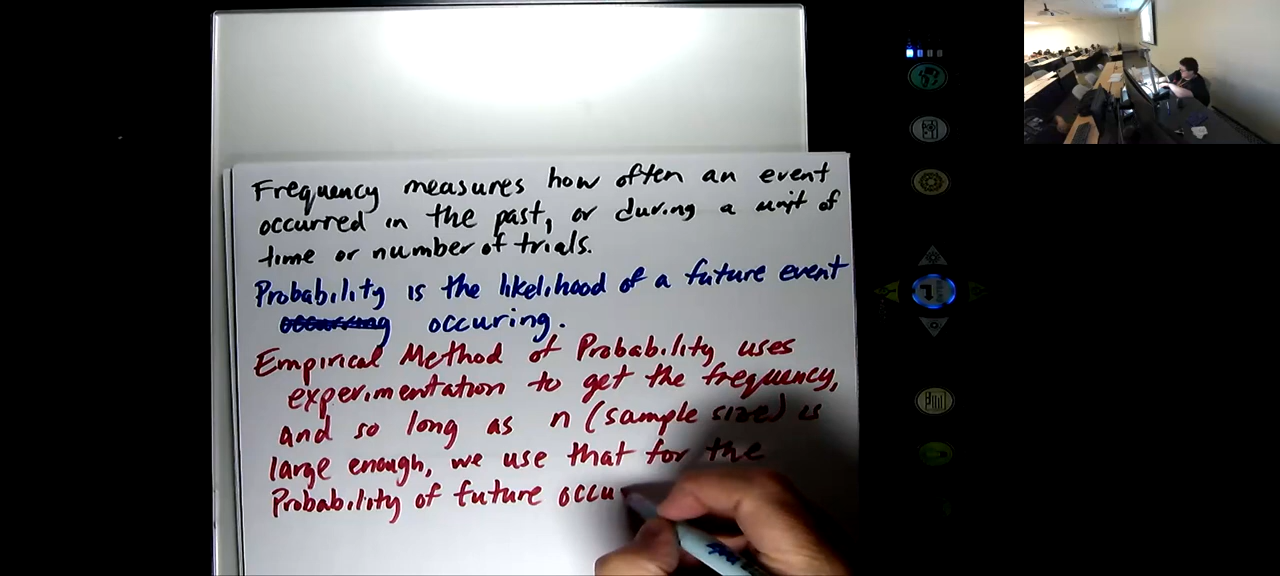 Frequency measures how often an event
occurred in the past, or during a unit of
time or number of trials.
Probability is the likelihood of a future event
occurring occuring.
Empirical Method of Probability uses
experimentation to get the frequency,
and so long as n (sample size) is
large enough, we use that for the
Probability of future occu